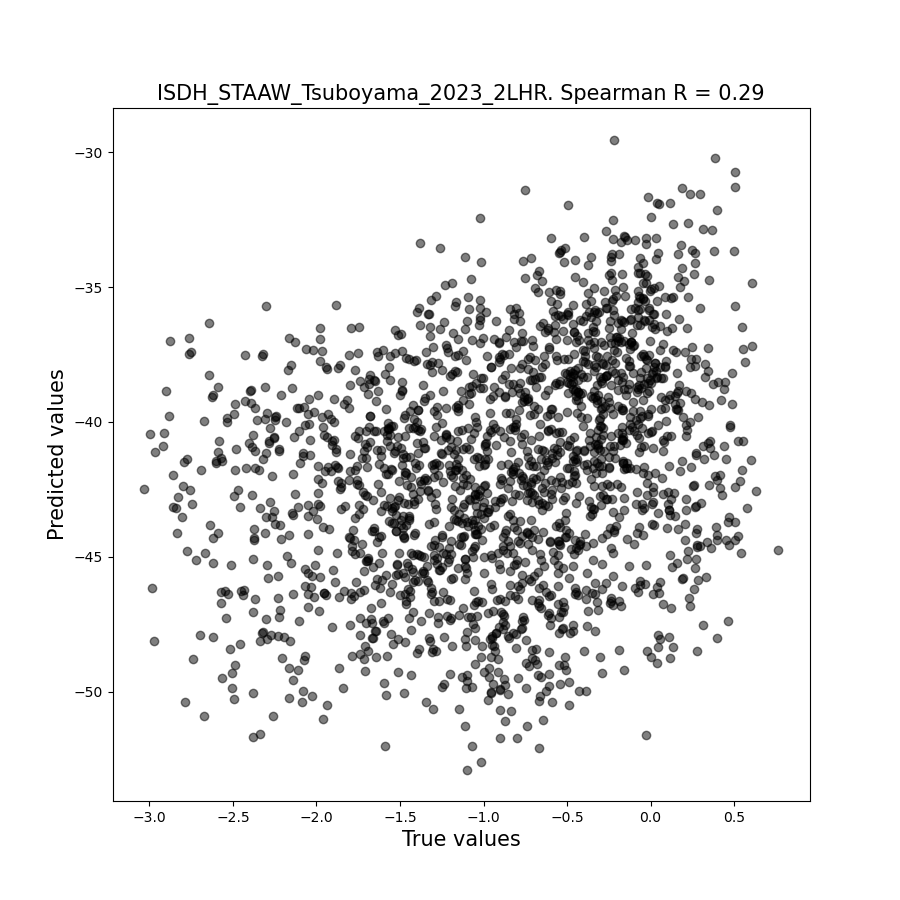 ISDH_STAAW_Tsuboyama_2023_2LHR. Spearman R = 0.29
−30
−35
−40
−45
−50
Predicted values
−3.0 −2.5 −2.0 −1.5 −1.0 −0.5 0.0 0.5
True values